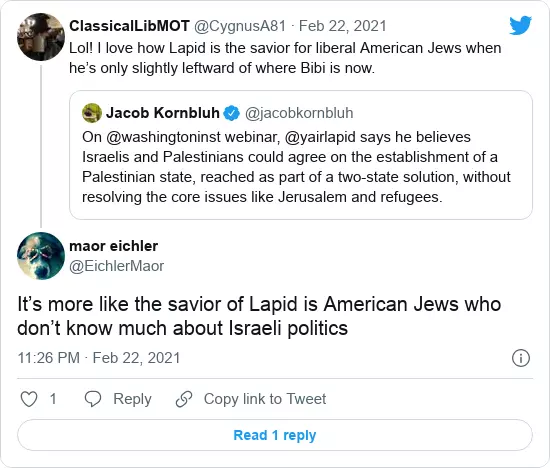 ClassicalLibMOT @CygnusA81 · Feb 22, 2021
Lol! I love how Lapid is the savior for liberal American Jews when
he's only slightly leftward of where Bibi is now.
Jacob Kornbluh @jacobkornbluh
On @washingtoninst webinar, @yairlapid says he believes
Israelis and Palestinians could agree on the establishment of a
Palestinian state, reached as part of a two-state solution, without
resolving the core issues like Jerusalem and refugees.
maor eichler
@EichlerMaor
It's more like the savior of Lapid is American Jews who
don't know much about Israeli politics
11:26 PM · Feb 22, 2021
1 Reply Copy link to Tweet
Read 1 reply